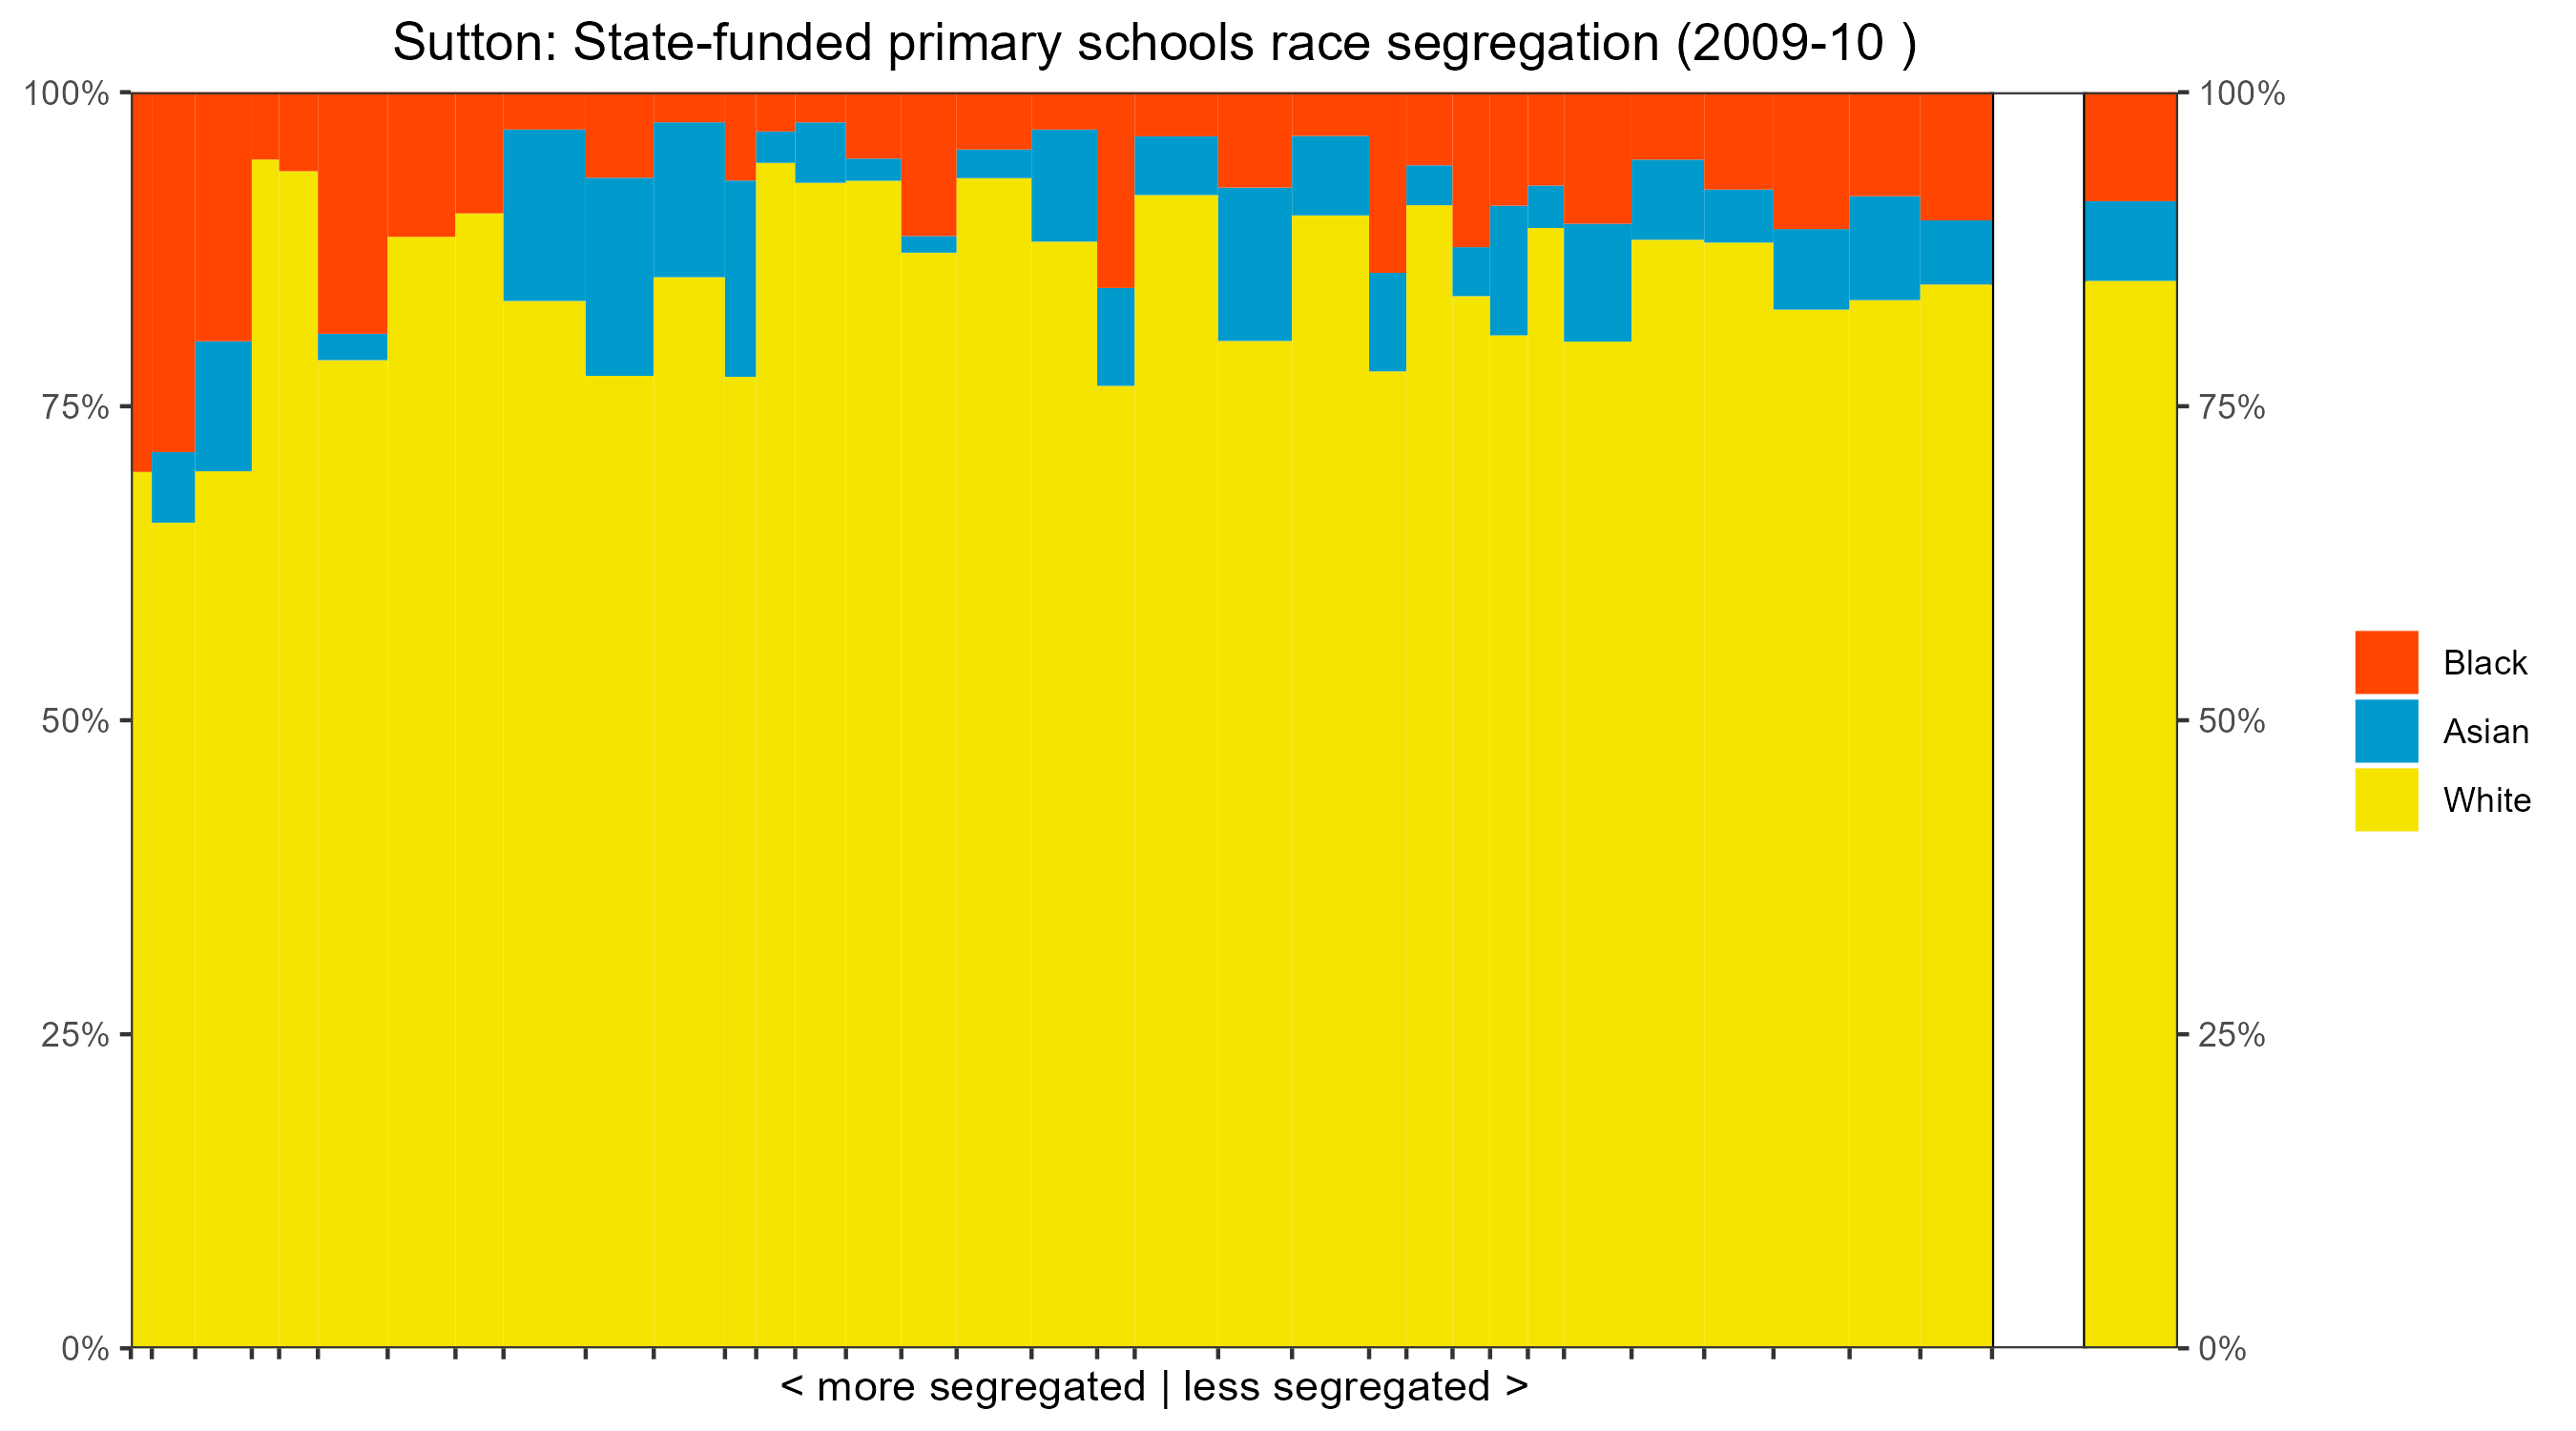 Sutton: State-funded primary schools race segregation (2009-10 )
100%
75%
50%
25%
0%
100%
75%
50%
25%
0%
Black
Asian
White
< more segregated | less segregated >